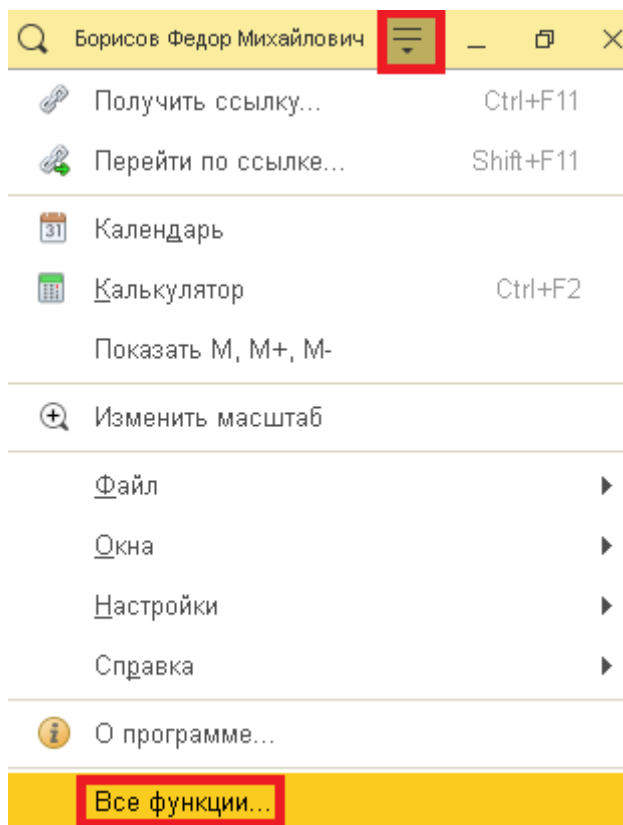 Борисов Федор Михайлович
Получить ссылку... Ctrl+F11
Перейти по ссылке... Shift+F11
31 Календарь
Калькулятор Ctrl+F2
Показать M, M+, M-
Изменить масштаб
Файл
Окна
Настройки
Справка
i О программе...
Все функции...